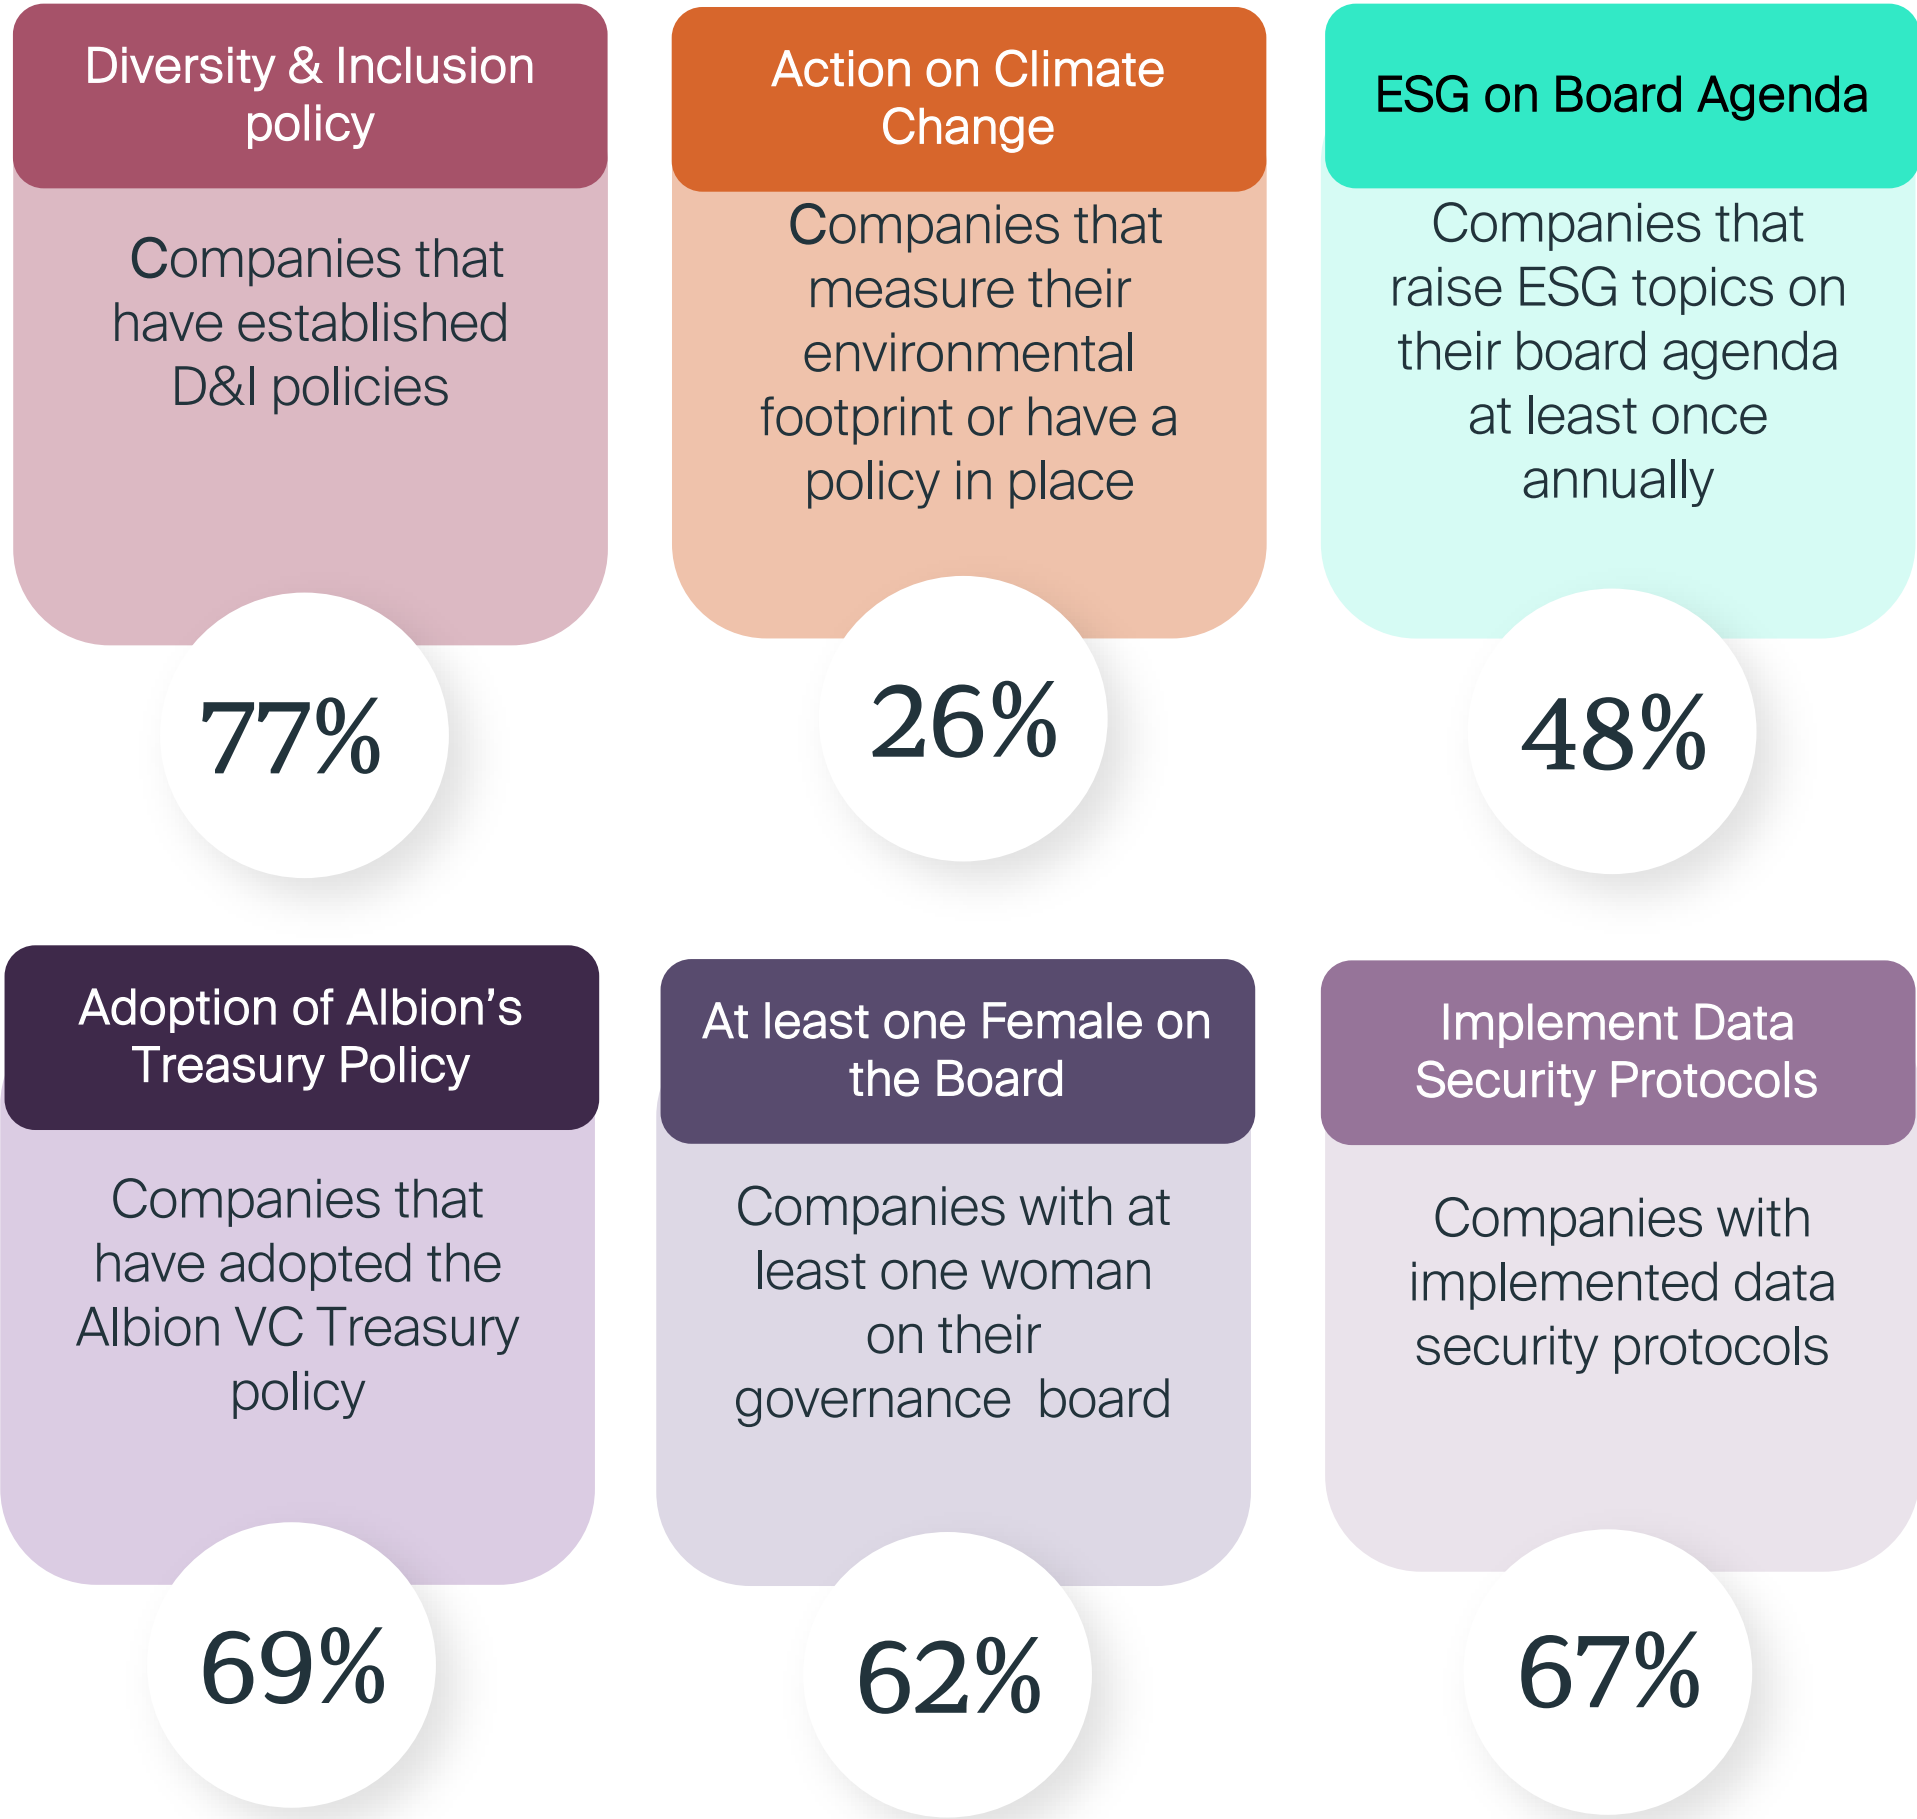 Diversity & Inclusion
policy
Companies that
have established
D&I policies
77%
Action on Climate
Change
Companies that
measure their
environmental
footprint or have a
policy in place
26%
ESG on Board Agenda
Companies that
raise ESG topics on
their board agenda
at least once
annually
48%
Adoption of Albion’s
Treasury Policy
Companies that
have adopted the
Albion VC Treasury
policy
69%
At least one Female on
the Board
Companies with at
least one woman
on their
governance  board
62%
Implement Data
Security Protocols
Companies with
implemented data
security protocols
67%